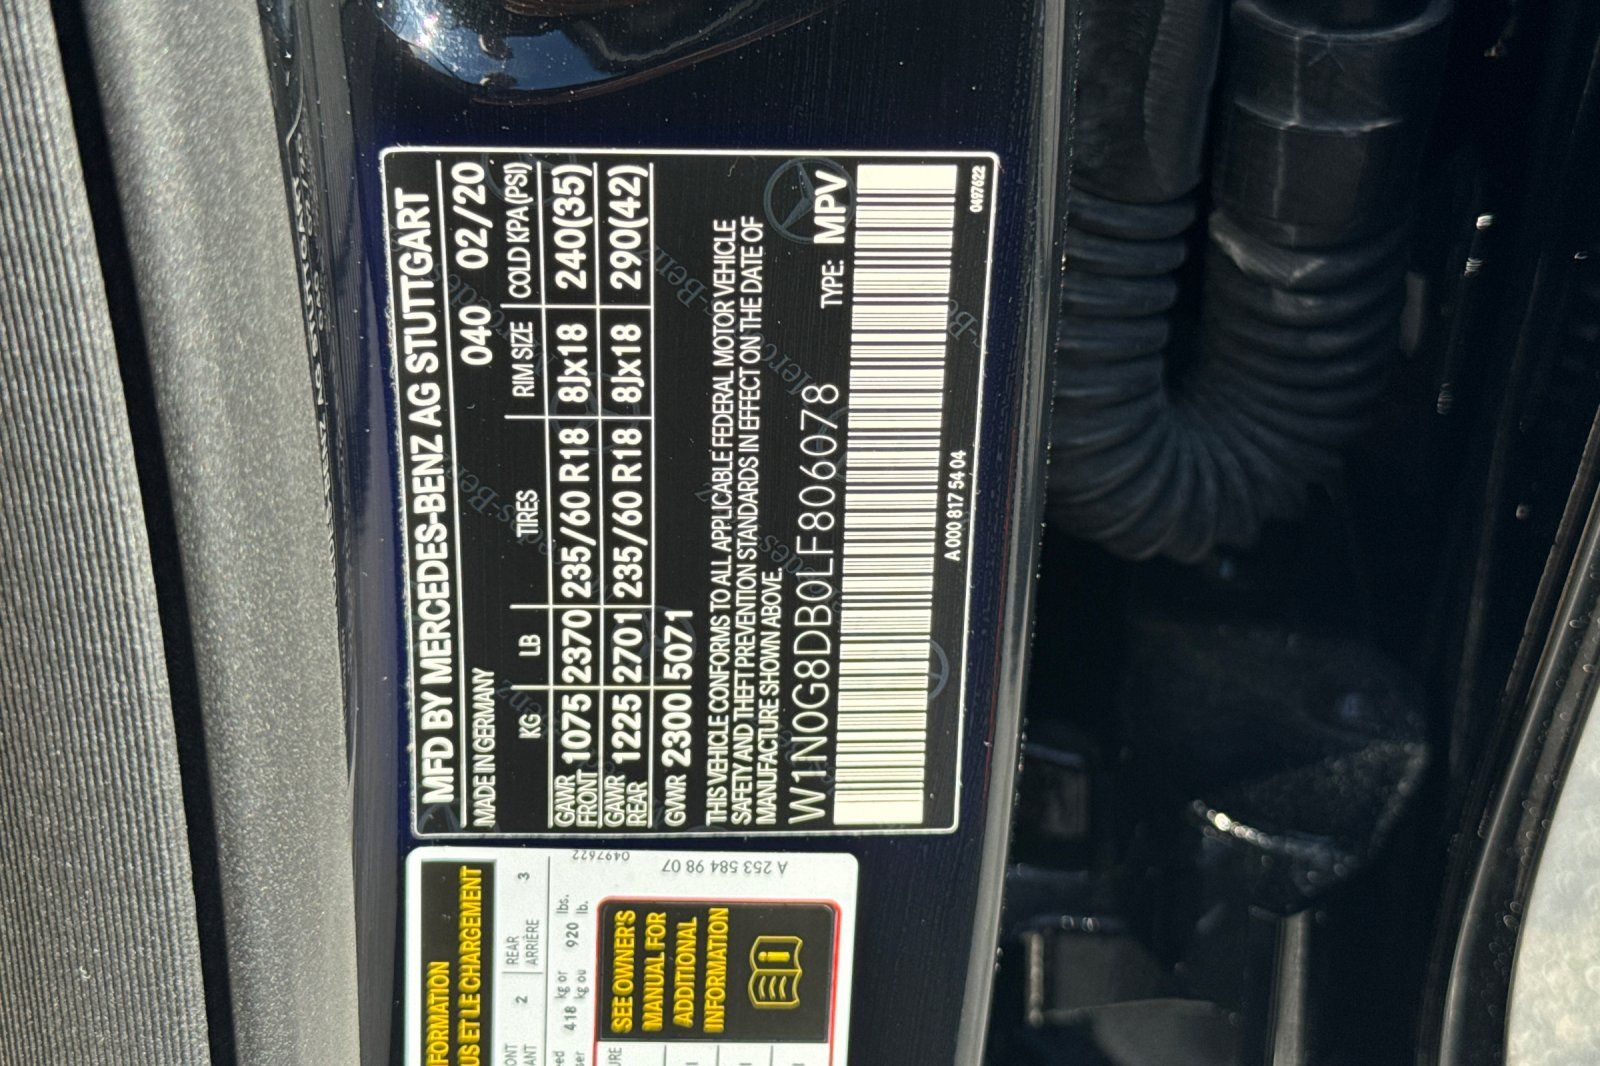 MFD BY MERCEDES-BENZ AG STUTTGART
MADE IN GERMANY 040 02/20
KG LB TIRES RIM SIZE COLD KPA(PSI)
GAWR FRONT 1075 2370 235/60 R18 8Jx18 240(35)
GAWR REAR 1225 2701 235/60 R18 8Jx18 290(42)
GVWR 2300 5071
THIS VEHICLE CONFORMS TO ALL APPLICABLE FEDERAL MOTOR VEHICLE
SAFETY AND THEFT PREVENTION STANDARDS IN EFFECT ON THE DATE OF
MANUFACTURE SHOWN ABOVE.
W1N0G8DB0LF806078 TYPE: MPV
A 000 817 54 04 0497622
US ET LE CHARGEMENT
2 REAR ARRIÈRE 3
418 kg or 920 lbs.
kg ou lb.
SEE OWNER'S
MANUAL FOR
ADDITIONAL
INFORMATION
0497622
A 253 584 98 07